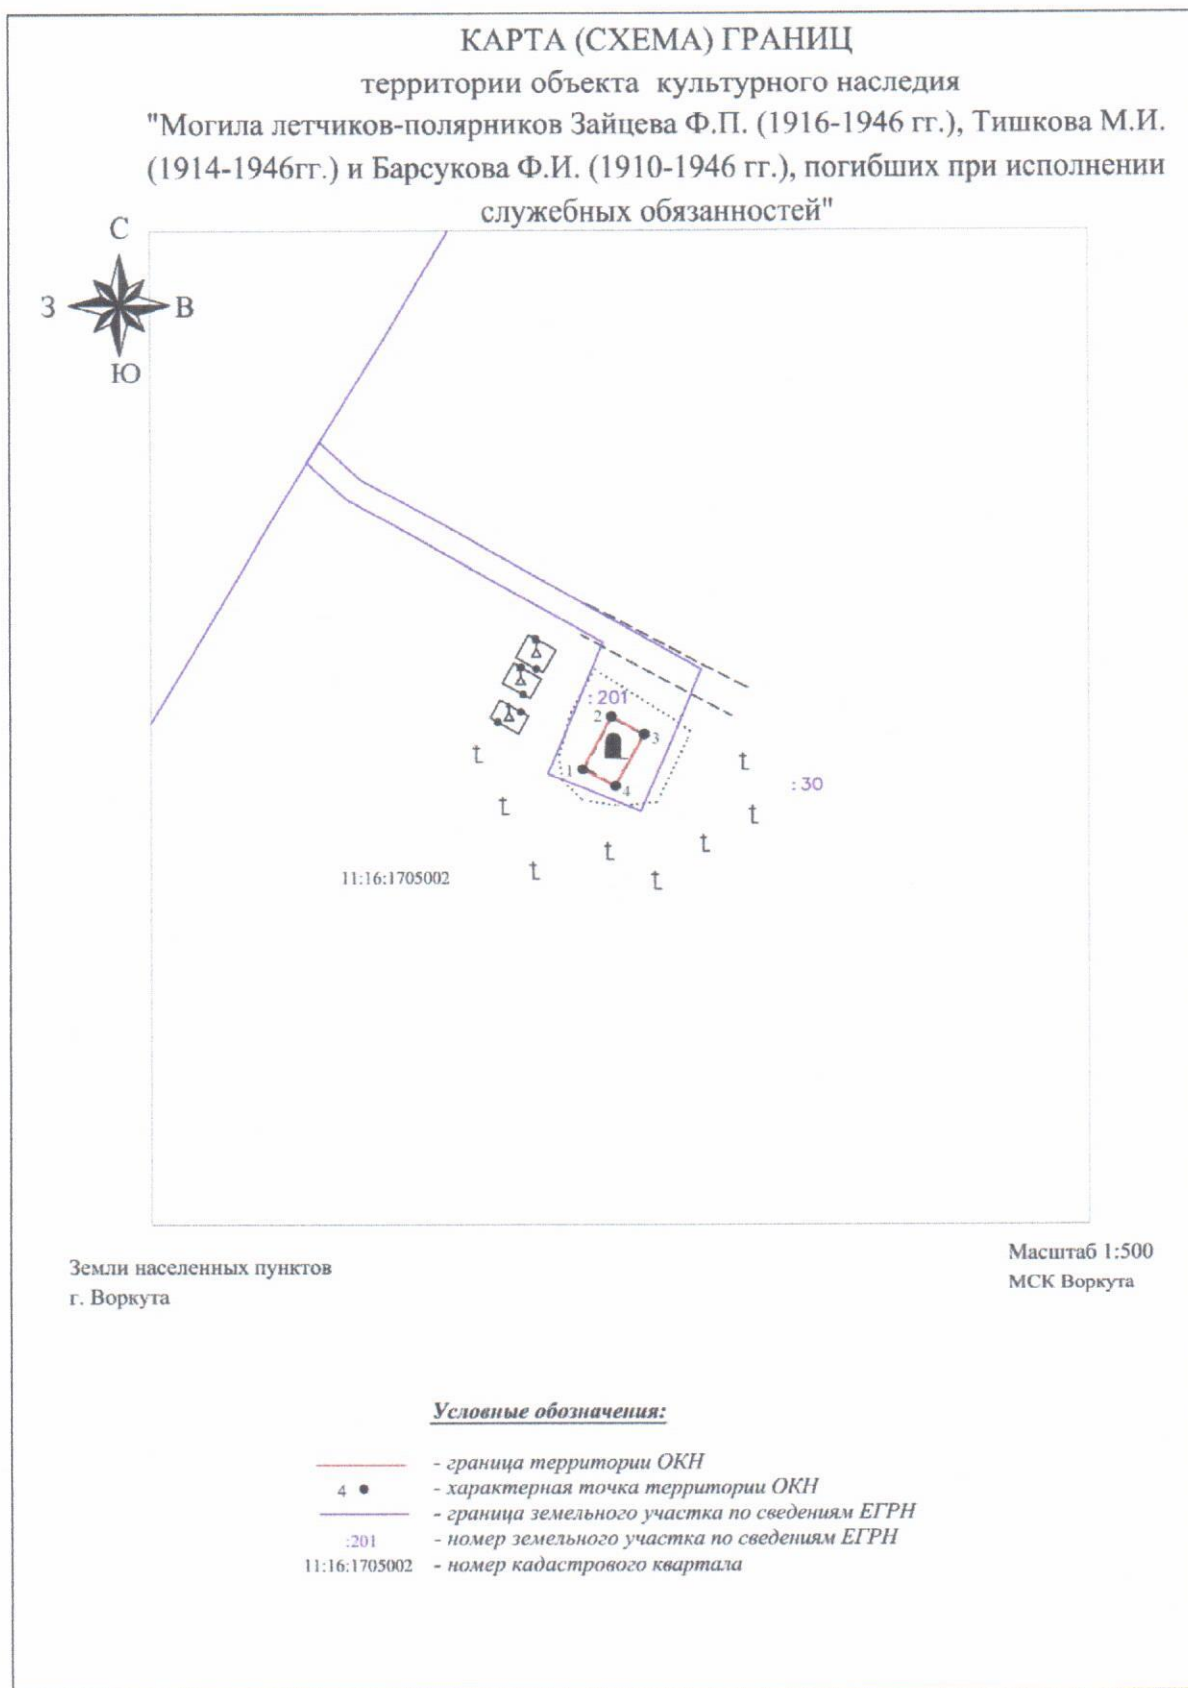 КАРТА (СХЕМА) ГРАНИЦ
территории объекта культурного наследия
"Могила летчиков-полярников Зайцева Ф.П. (1916-1946 гг.), Тишкова М.И.
(1914-1946гг.) и Барсукова Ф.И. (1910-1946 гг.), погибших при исполнении
служебных обязанностей"
С
З
В
Ю
:201
2
3
1
4
:30
11:16:1705002
Земли населенных пунктов
г. Воркута
Масштаб 1:500
МСК Воркута
Условные обозначения:
- граница территории ОКН
4 - характерная точка территории ОКН
- граница земельного участка по сведениям ЕГРН
:201 - номер земельного участка по сведениям ЕГРН
11:16:1705002 - номер кадастрового квартала